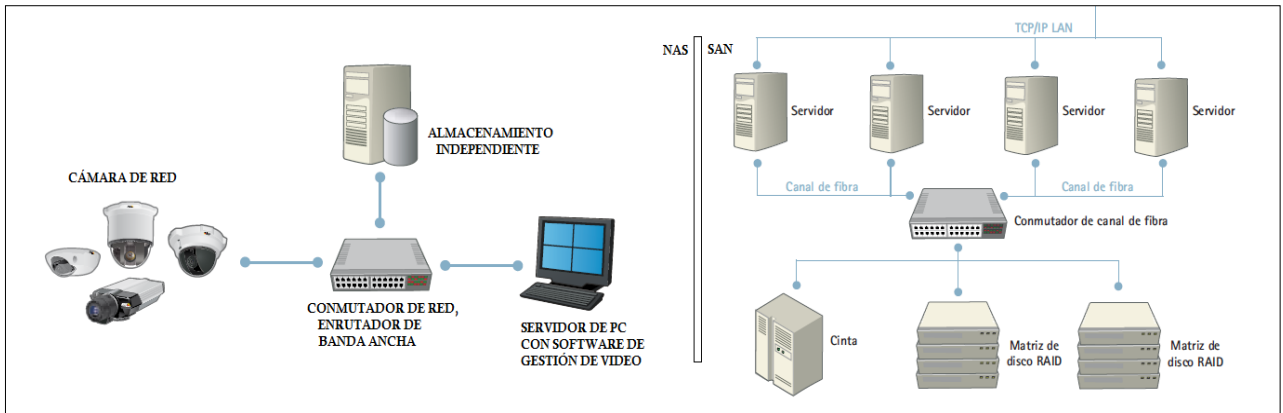 CÁMARA DE RED
ALMACENAMIENTO
INDEPENDIENTE
CONMUTADOR DE RED,
ENRUTADOR DE
BANDA ANCHA
SERVIDOR DE PC
CON SOFTWARE DE
GESTIÓN DE VIDEO
NAS
SAN
TCP/IP LAN
Servidor
Servidor
Servidor
Servidor
Canal de fibra
Canal de fibra
Conmutador de canal de fibra
Cinta
Matriz de
disco RAID
Matriz de
disco RAID